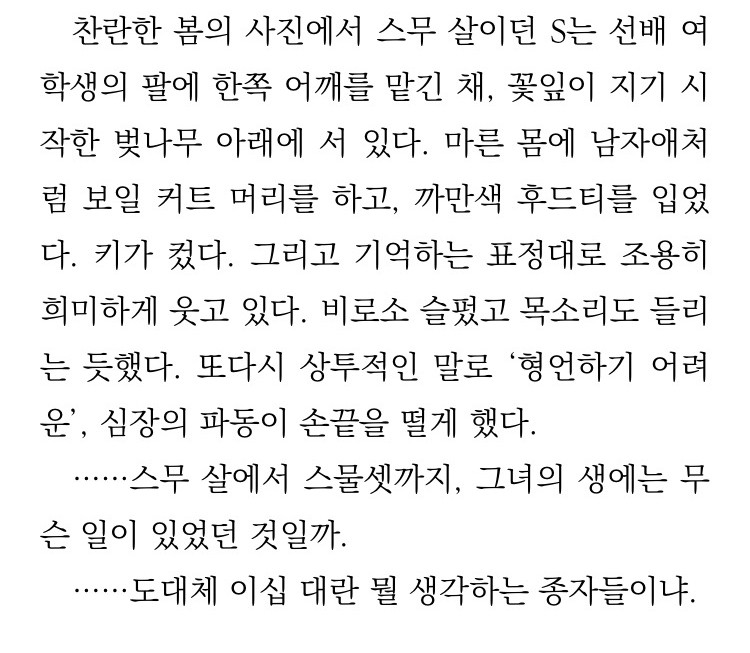 찬란한 봄의 사진에서 스무 살이던 S는 선배 여
학생의 팔에 한쪽 어깨를 맡긴 채, 꽃잎이 지기 시
작한 벚나무 아래에 서 있다. 마른 몸에 남자애처
럼 보일 커트 머리를 하고, 까만색 후드티를 입었
다. 키가 컸다. 그리고 기억하는 표정대로 조용히
희미하게 웃고 있다. 비로소 슬펐고 목소리도 들리
는 듯했다. 또다시 상투적인 말로 ‘형언하기 어려
운’, 심장의 파동이 손끝을 떨게 했다.
……스무 살에서 스물셋까지, 그녀의 생에는 무
슨 일이 있었던 것일까.
……도대체 이십 대란 뭘 생각하는 종자들이냐.